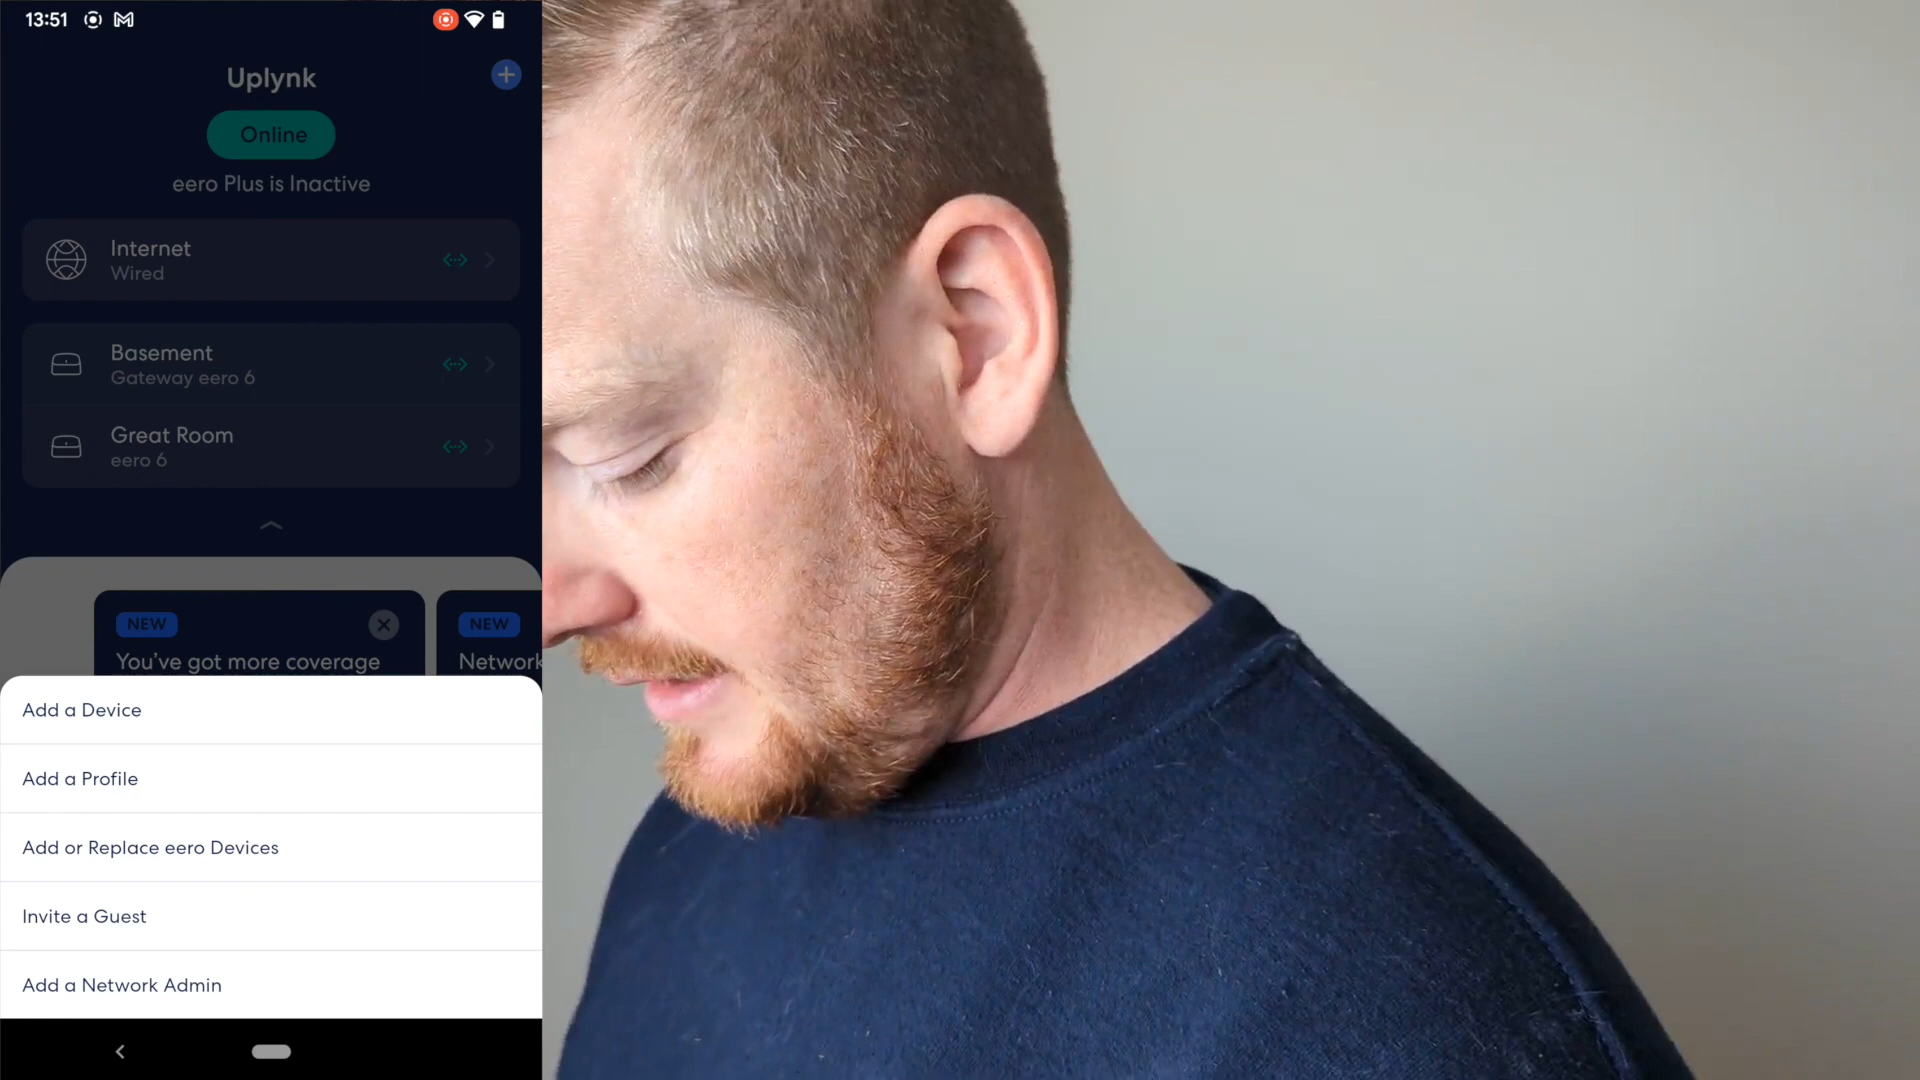 13:51
Uplynk
Online
eero Plus is Inactive
Internet
Wired
Basement
Gateway eero 6
Great Room
eero 6
NEW
You've got more coverage
NEW
Network
Add a Device
Add a Profile
Add or Replace eero Devices
Invite a Guest
Add a Network Admin